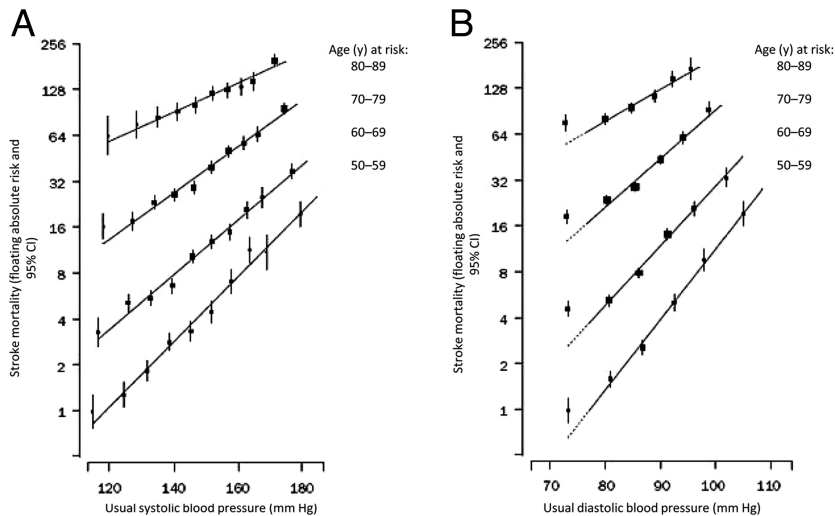 A
Stroke mortality (floating absolute risk and
95% CI)
256
128
64
32
16
8
4
2
1
120 140 160 180
Usual systolic blood pressure (mm Hg)
Age (y) at risk:
80–89
70–79
60–69
50–59
B
Stroke mortality (floating absolute risk and
95% CI)
256
128
64
32
16
8
4
2
1
70 80 90 100 110
Usual diastolic blood pressure (mm Hg)
Age (y) at risk:
80–89
70–79
60–69
50–59